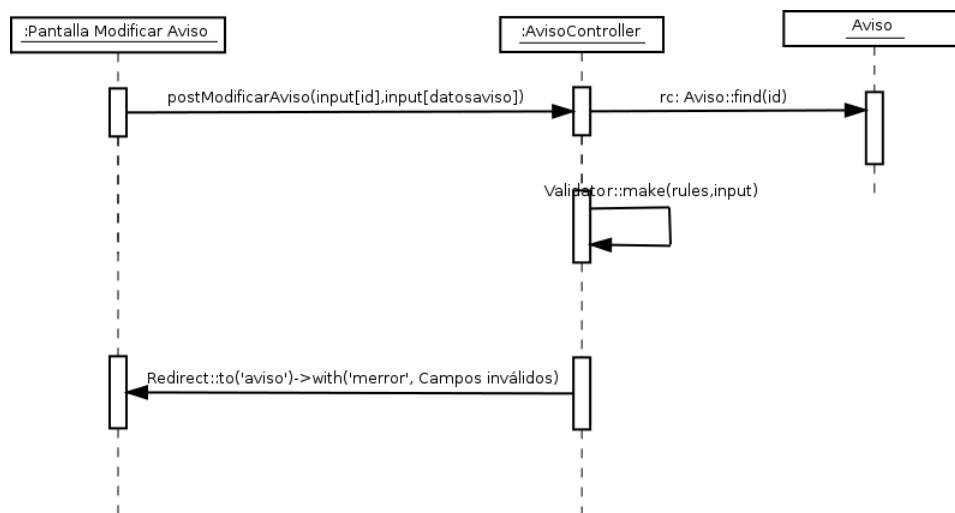 :Pantalla Modificar Aviso
:AvisoController
Aviso
postModificarAviso(input[id],input[datosaviso])
rc: Aviso::find(id)
Validator::make(rules,input)
Redirect::to('aviso')->with('merror', Campos inválidos)